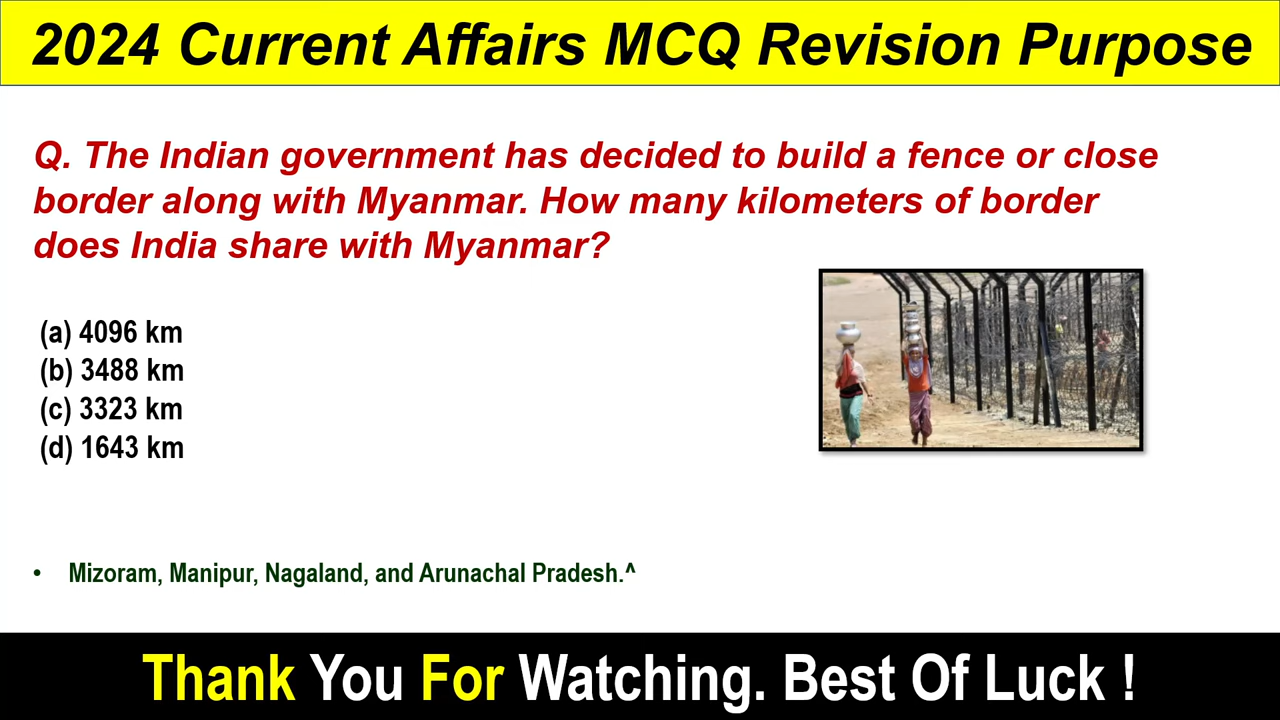 2024 Current Affairs MCQ Revision Purpose
Q. The Indian government has decided to build a fence or close
border along with Myanmar. How many kilometers of border
does India share with Myanmar?
(a) 4096 km
(b) 3488 km
(c) 3323 km
(d) 1643 km
• Mizoram, Manipur, Nagaland, and Arunachal Pradesh.^
Thank You For Watching. Best Of Luck !